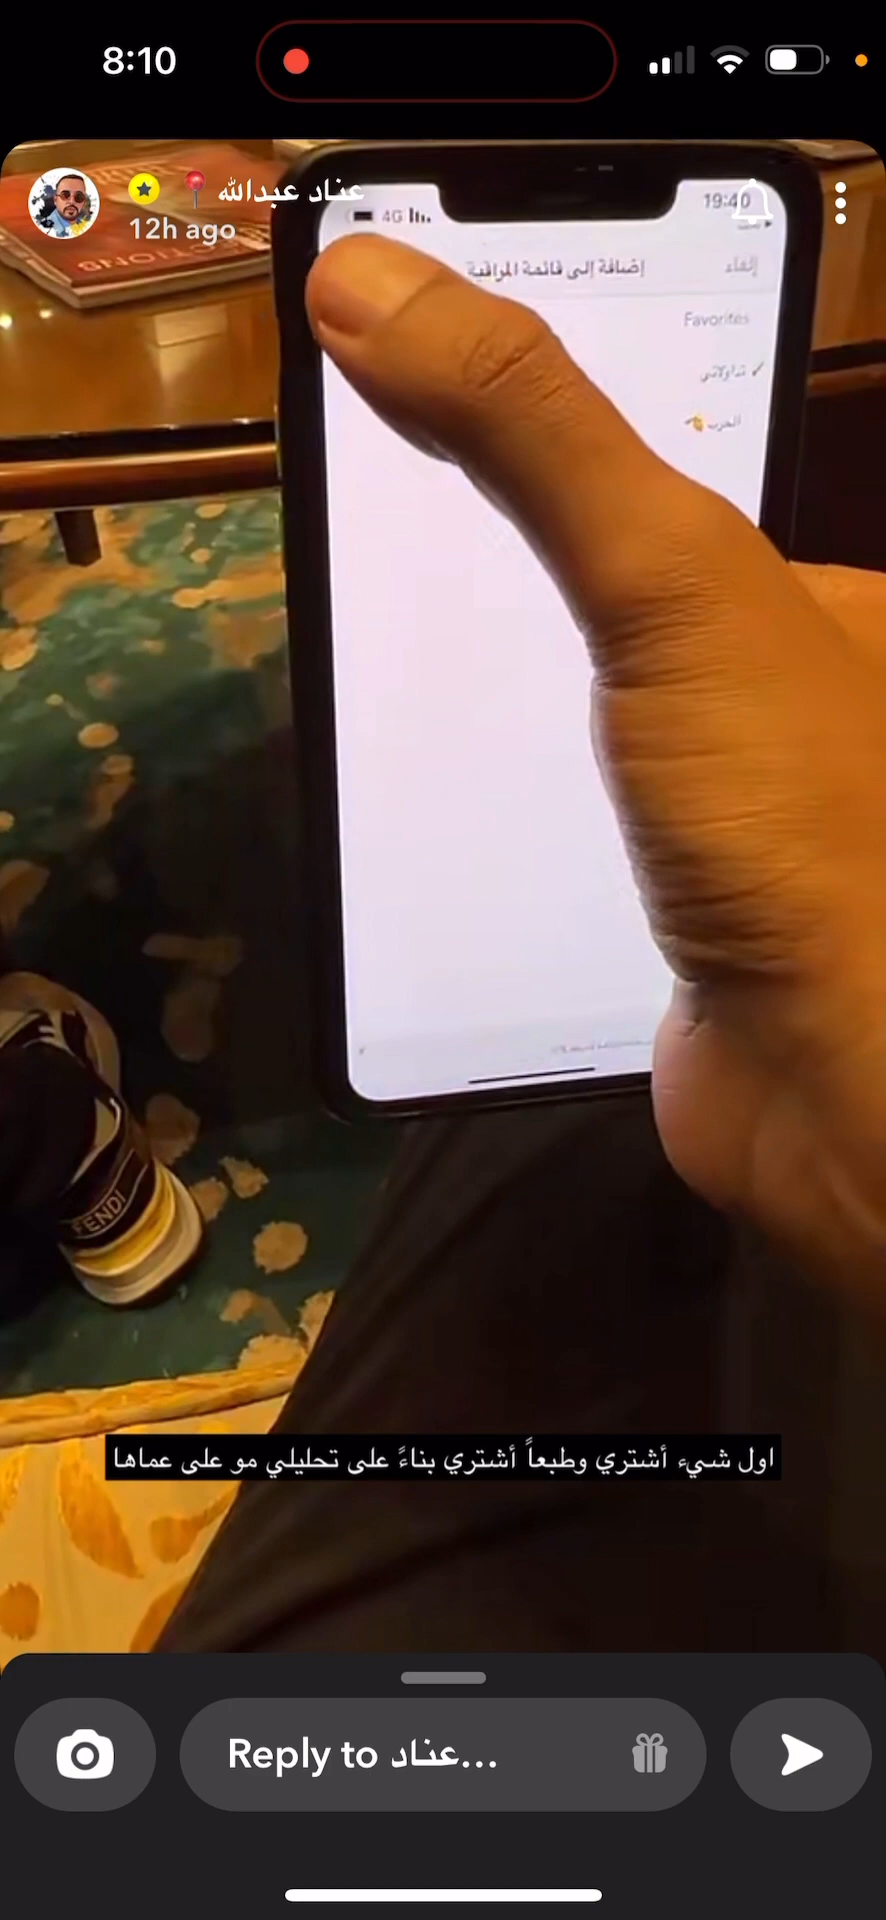 8:10
عناد عبدالله 📍
12h ago
4G
19:40
إلغاء
إضافة إلى قائمة المراقبة
Favorites
تداولاتي ✓
الحرب
FENDI
اول شيء أشتري وطبعاً أشتري بناءً على تحليلي مو على عماها
Reply to عناد...